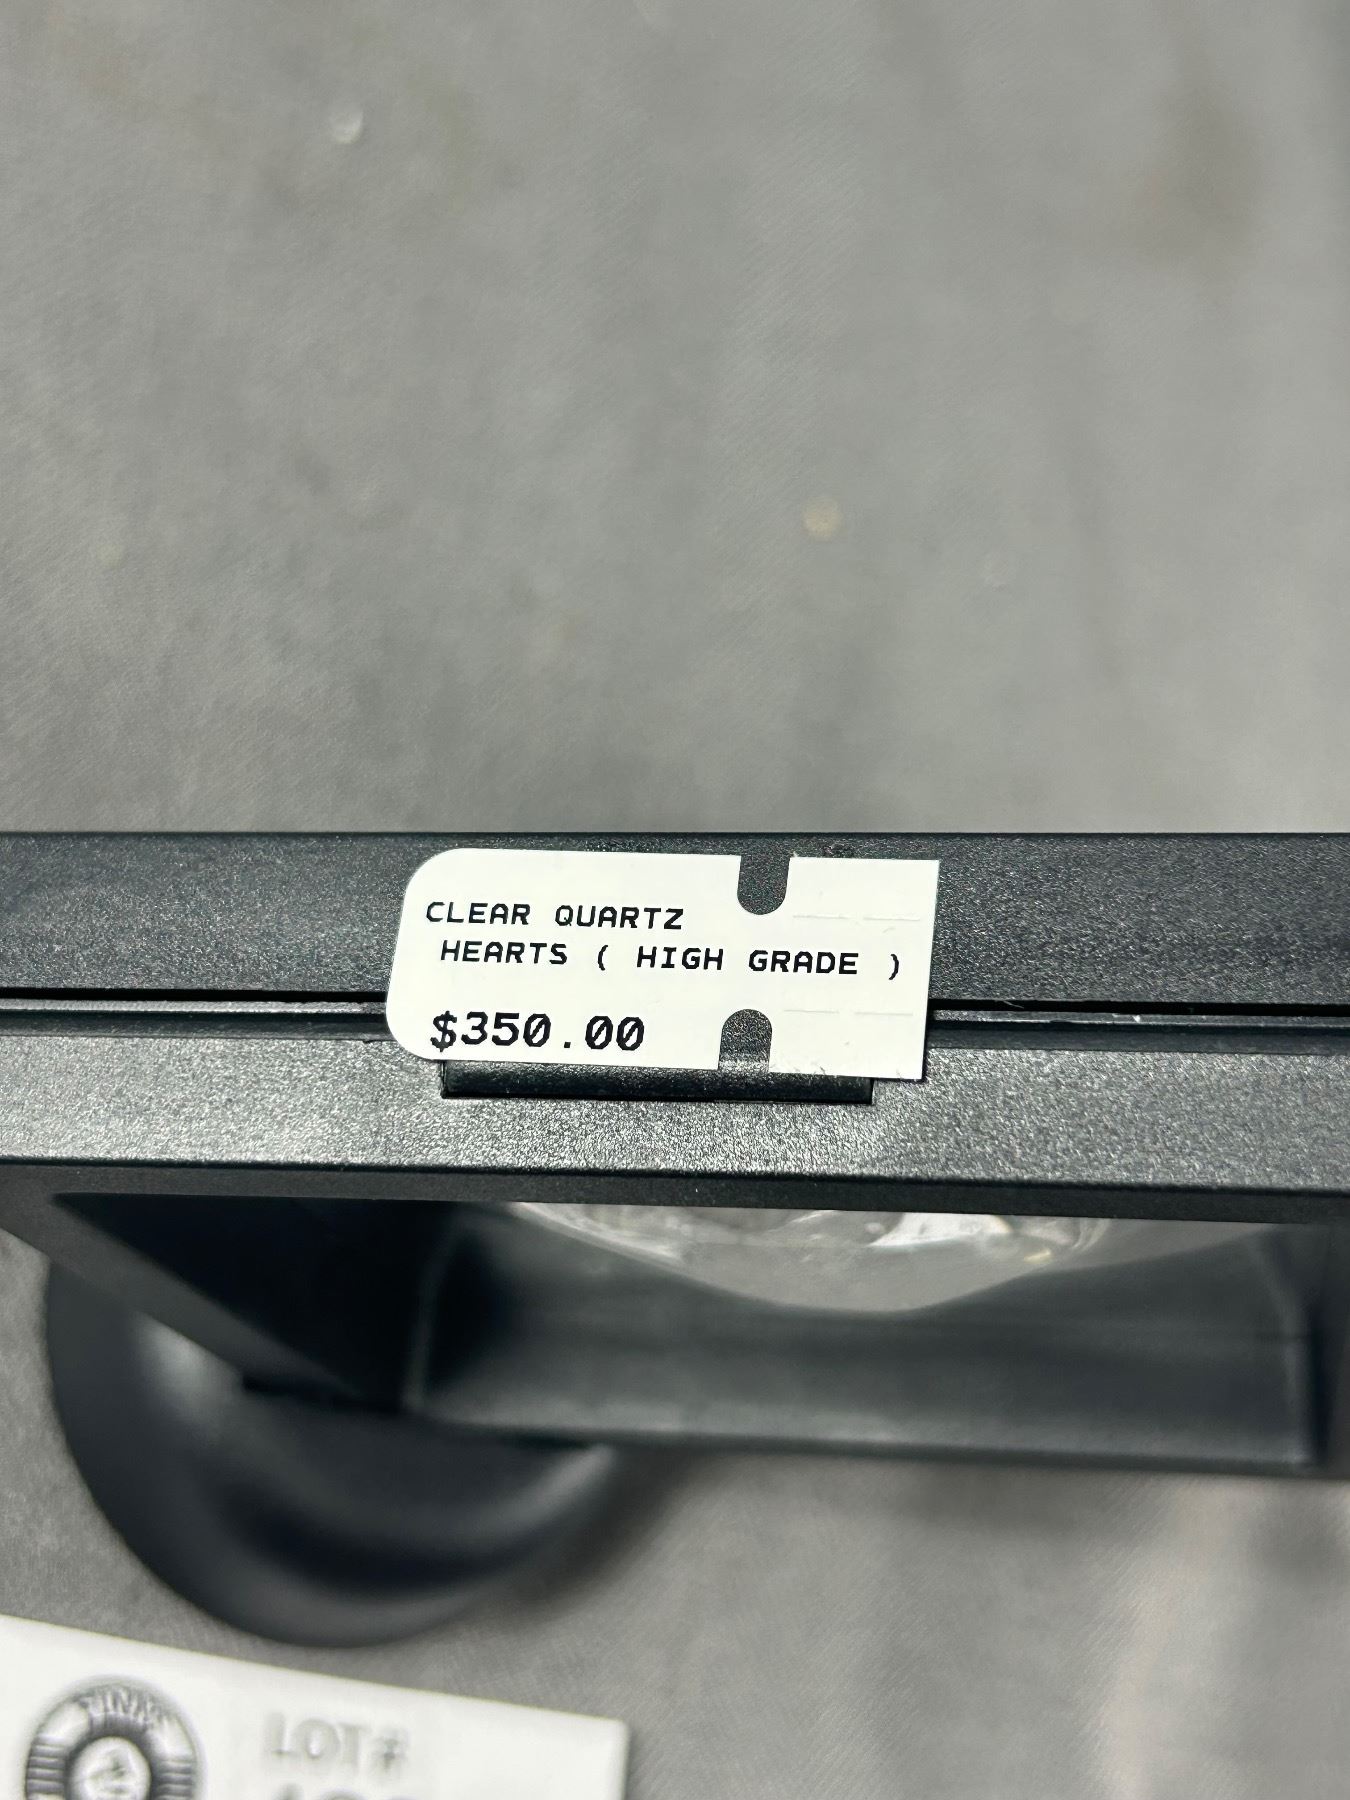 CLEAR QUARTZ
HEARTS ( HIGH GRADE )
$350.00
LOT#